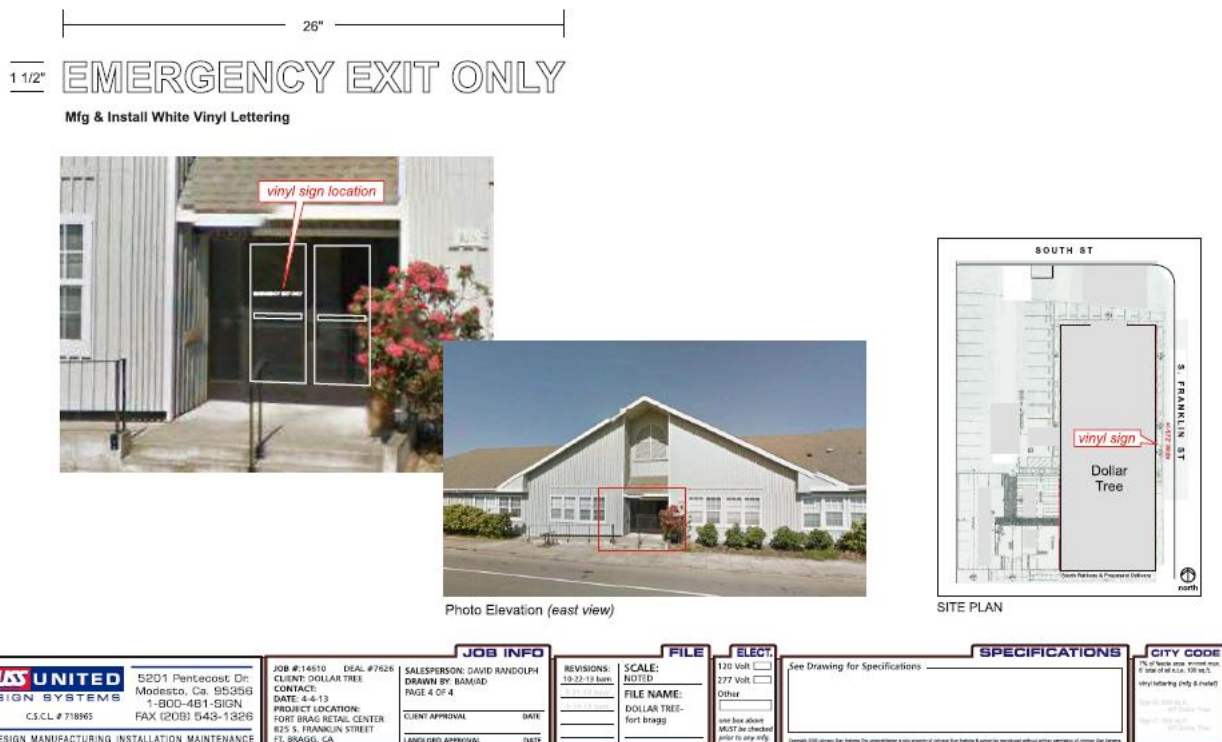 26"
1 1/2"
EMERGENCY EXIT ONLY
Mfg & Install White Vinyl Lettering
vinyl sign location
EMERGENCY EXIT ONLY
Photo Elevation (east view)
SOUTH ST
S. FRANKLIN ST
vinyl sign
Dollar
Tree
north
SITE PLAN
UNITED
SIGN SYSTEMS
C.S.C.L. # 718965
DESIGN MANUFACTURING INSTALLATION MAINTENANCE
5201 Pentecost Dr.
Modesto, Ca. 95356
1-800-481-SIGN
FAX (209) 543-1326
JOB INFO
JOB #:14610 DEAL #7626
CLIENT: DOLLAR TREE
CONTACT:
DATE: 4-4-13
PROJECT LOCATION:
FORT BRAG RETAIL CENTER
825 S. FRANKLIN STREET
FT. BRAGG, CA
SALESPERSON: DAVID RANDOLPH
DRAWN BY: BAM/AD
PAGE 4 OF 4
CLIENT APPROVAL DATE
LANDLORD APPROVAL DATE
FILE
REVISIONS:
10-22-13 bam
SCALE:
NOTED
FILE NAME:
DOLLAR TREE-
fort bragg
ELECT.
120 Volt
277 Volt
Other
one box above
MUST be checked
prior to any mfg.
SPECIFICATIONS
See Drawing for Specifications
CITY CODE
vinyl lettering (mfg & install)